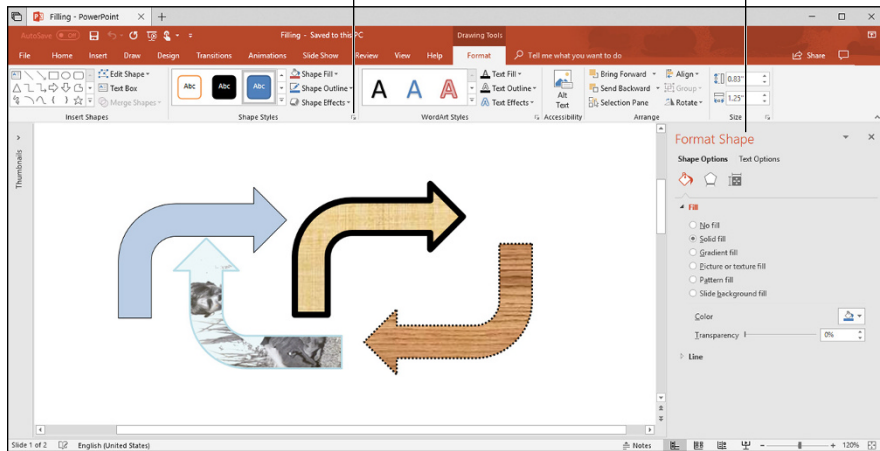 Filling - PowerPoint
AutoSave Off
Filling - Saved to this PC
Drawing Tools
File Home Insert Draw Design Transitions Animations Slide Show Review View Help Format Tell me what you want to do Share
Edit Shape
Text Box
Merge Shapes
Insert Shapes
Abc Abc Abc
Shape Fill
Shape Outline
Shape Effects
Shape Styles
A A A
Text Fill
Text Outline
Text Effects
WordArt Styles
Alt
Text
Accessibility
Bring Forward
Send Backward
Selection Pane
Align
Group
Rotate
Arrange
0.83"
1.25"
Size
Thumbnails
Format Shape
Shape Options Text Options
Fill
No fill
Solid fill
Gradient fill
Picture or texture fill
Pattern fill
Slide background fill
Color
Transparency 0%
Line
Slide 1 of 2 English (United States) Notes 120%